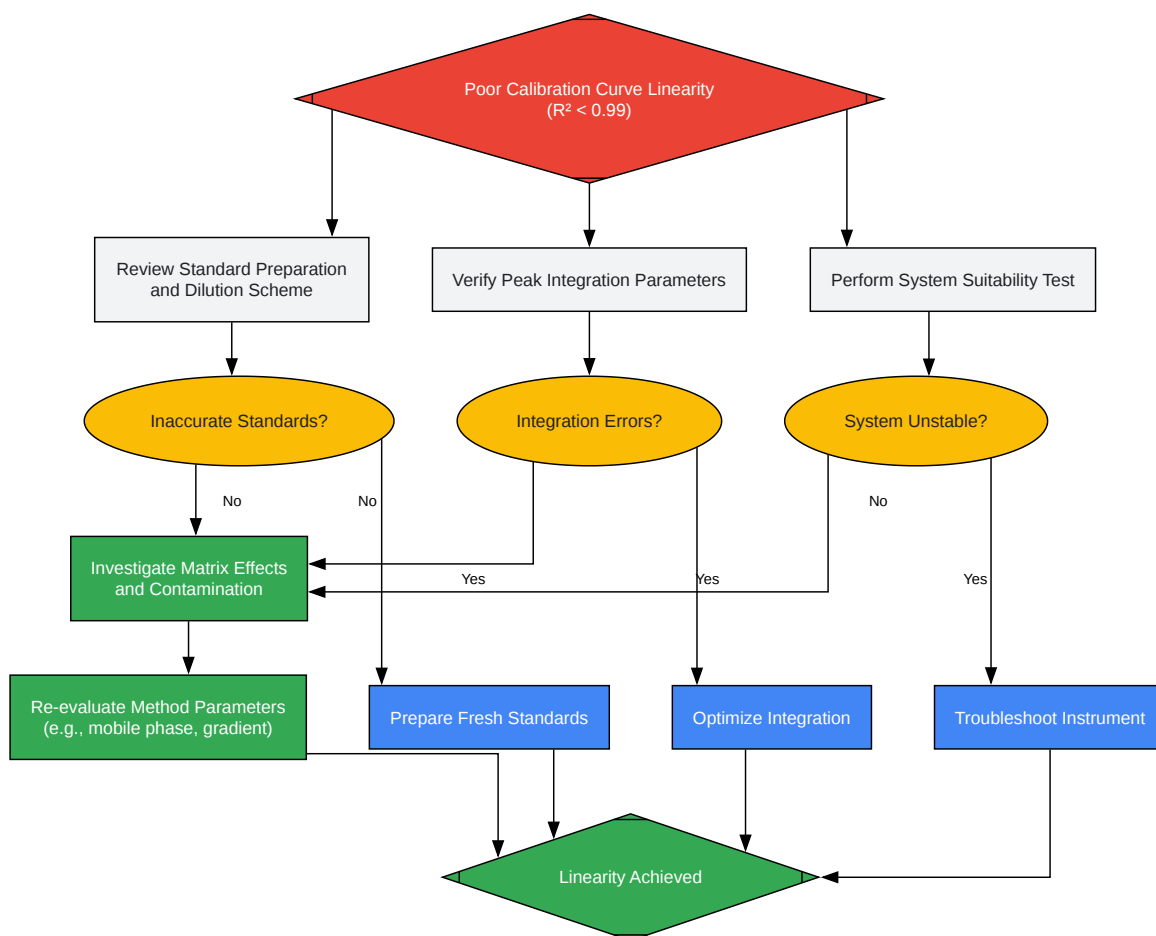 Poor Calibration Curve Linearity
(R² < 0.99)
Review Standard Preparation
and Dilution Scheme
Verify Peak Integration Parameters
Perform System Suitability Test
Inaccurate Standards?
Integration Errors?
System Unstable?
No
No
No
Investigate Matrix Effects
and Contamination
Yes
Yes
Yes
Re-evaluate Method Parameters
(e.g., mobile phase, gradient)
Prepare Fresh Standards
Optimize Integration
Troubleshoot Instrument
Linearity Achieved